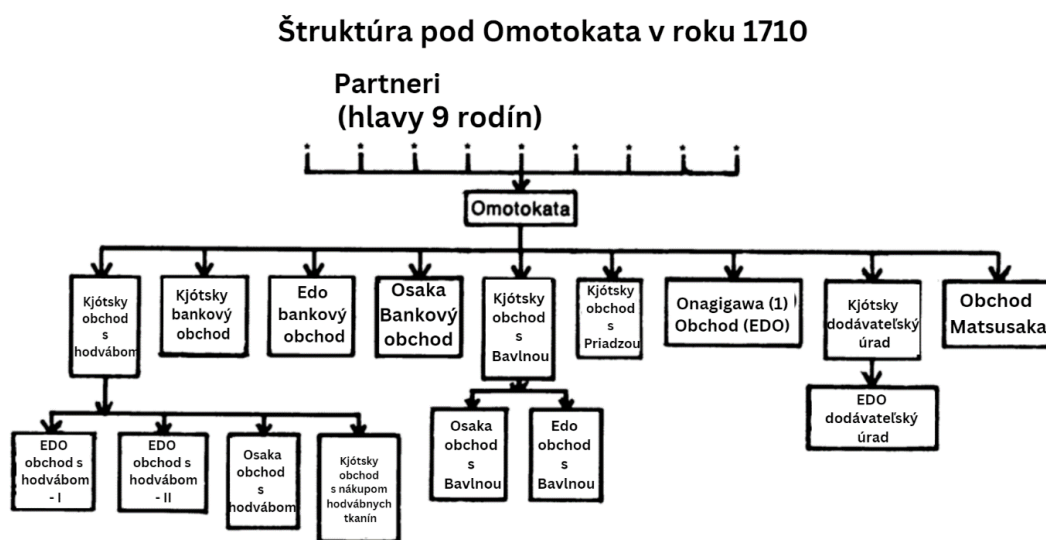 Štruktúra pod Omotokata v roku 1710
Partneri
(hlavy 9 rodín)
Omotokata
Kjótsky
obchod
s
hodvábom
Kjótsky
bankový
obchod
Edo
bankový
obchod
Osaka
Bankový
obchod
Kjótsky
obchod
s
Bavlnou
Kjótsky
obchod
s
Priadzou
Onagigawa (1)
Obchod (EDO)
Kjótsky
dodávateľský
úrad
Obchod
Matsusaka
EDO
obchod s
hodvábom
- I
EDO
obchod s
hodvábom
- II
Osaka
obchod
s
hodvábom
Kjótsky
obchod
s nákupom
hodvábnych
tkanín
Osaka
obchod
s
Bavlnou
Edo
obchod
s
Bavlnou
EDO
dodávateľský
úrad